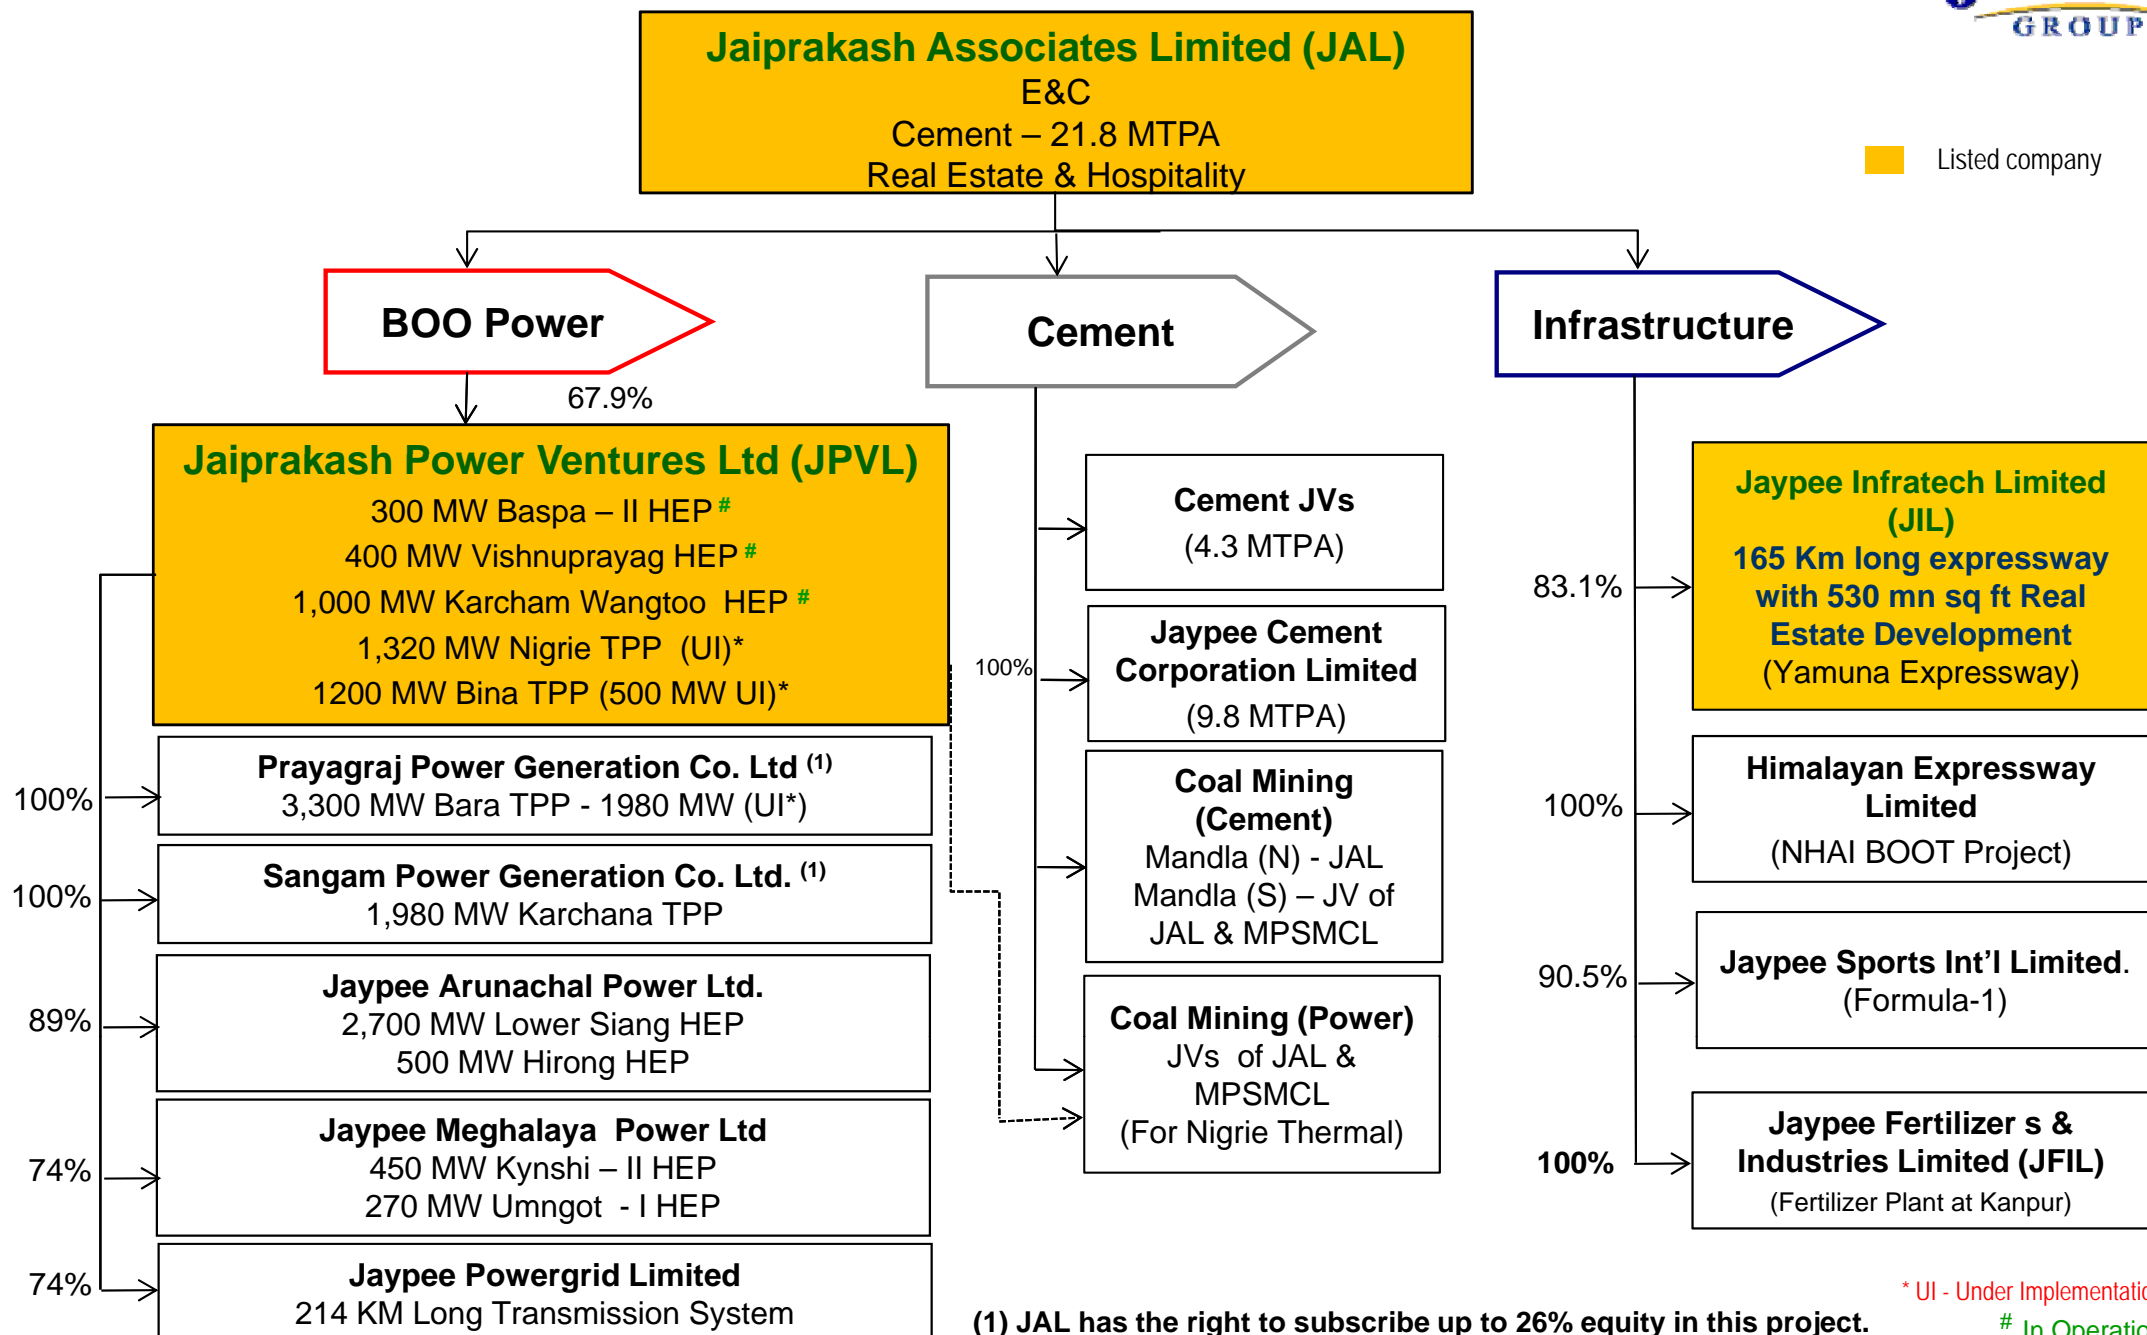 GROUP
Jaiprakash Associates Limited (JAL)
E&C
Cement – 21.8 MTPA
Real Estate & Hospitality
Listed company
BOO Power
Cement
Infrastructure
67.9%
Jaiprakash Power Ventures Ltd (JPVL)
300 MW Baspa – II HEP #
400 MW Vishnuprayag HEP #
1,000 MW Karcham Wangtoo HEP #
1,320 MW Nigrie TPP (UI)*
1200 MW Bina TPP (500 MW UI)*
100%
Prayagraj Power Generation Co. Ltd (1)
3,300 MW Bara TPP - 1980 MW (UI*)
100%
Sangam Power Generation Co. Ltd. (1)
1,980 MW Karchana TPP
89%
Jaypee Arunachal Power Ltd.
2,700 MW Lower Siang HEP
500 MW Hirong HEP
74%
Jaypee Meghalaya Power Ltd
450 MW Kynshi – II HEP
270 MW Umngot - I HEP
74%
Jaypee Powergrid Limited
214 KM Long Transmission System
Cement JVs
(4.3 MTPA)
100%
Jaypee Cement
Corporation Limited
(9.8 MTPA)
Coal Mining
(Cement)
Mandla (N) - JAL
Mandla (S) – JV of
JAL & MPSMCL
Coal Mining (Power)
JVs of JAL &
MPSMCL
(For Nigrie Thermal)
83.1%
Jaypee Infratech Limited
(JIL)
165 Km long expressway
with 530 mn sq ft Real
Estate Development
(Yamuna Expressway)
100%
Himalayan Expressway
Limited
(NHAI BOOT Project)
90.5%
Jaypee Sports Int’l Limited.
(Formula-1)
100%
Jaypee Fertilizer s &
Industries Limited (JFIL)
(Fertilizer Plant at Kanpur)
* UI - Under Implementatio
(1) JAL has the right to subscribe up to 26% equity in this project.
# In Operatio